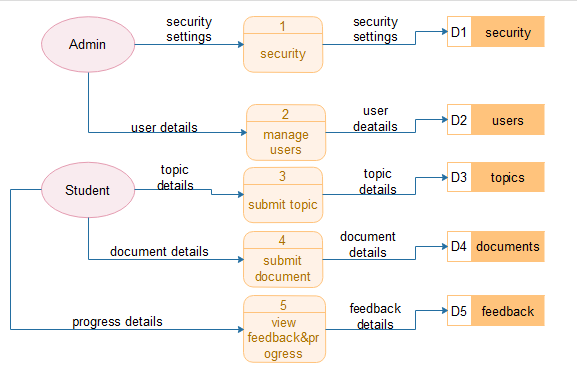 Admin
security
settings
1
security
security
settings
D1 security
user details
2
manage
users
user
deatails
D2 users
Student
topic
details
3
submit topic
topic
details
D3 topics
document details
4
submit
document
document
details
D4 documents
progress details
5
view
feedback&pr
ogress
feedback
details
D5 feedback